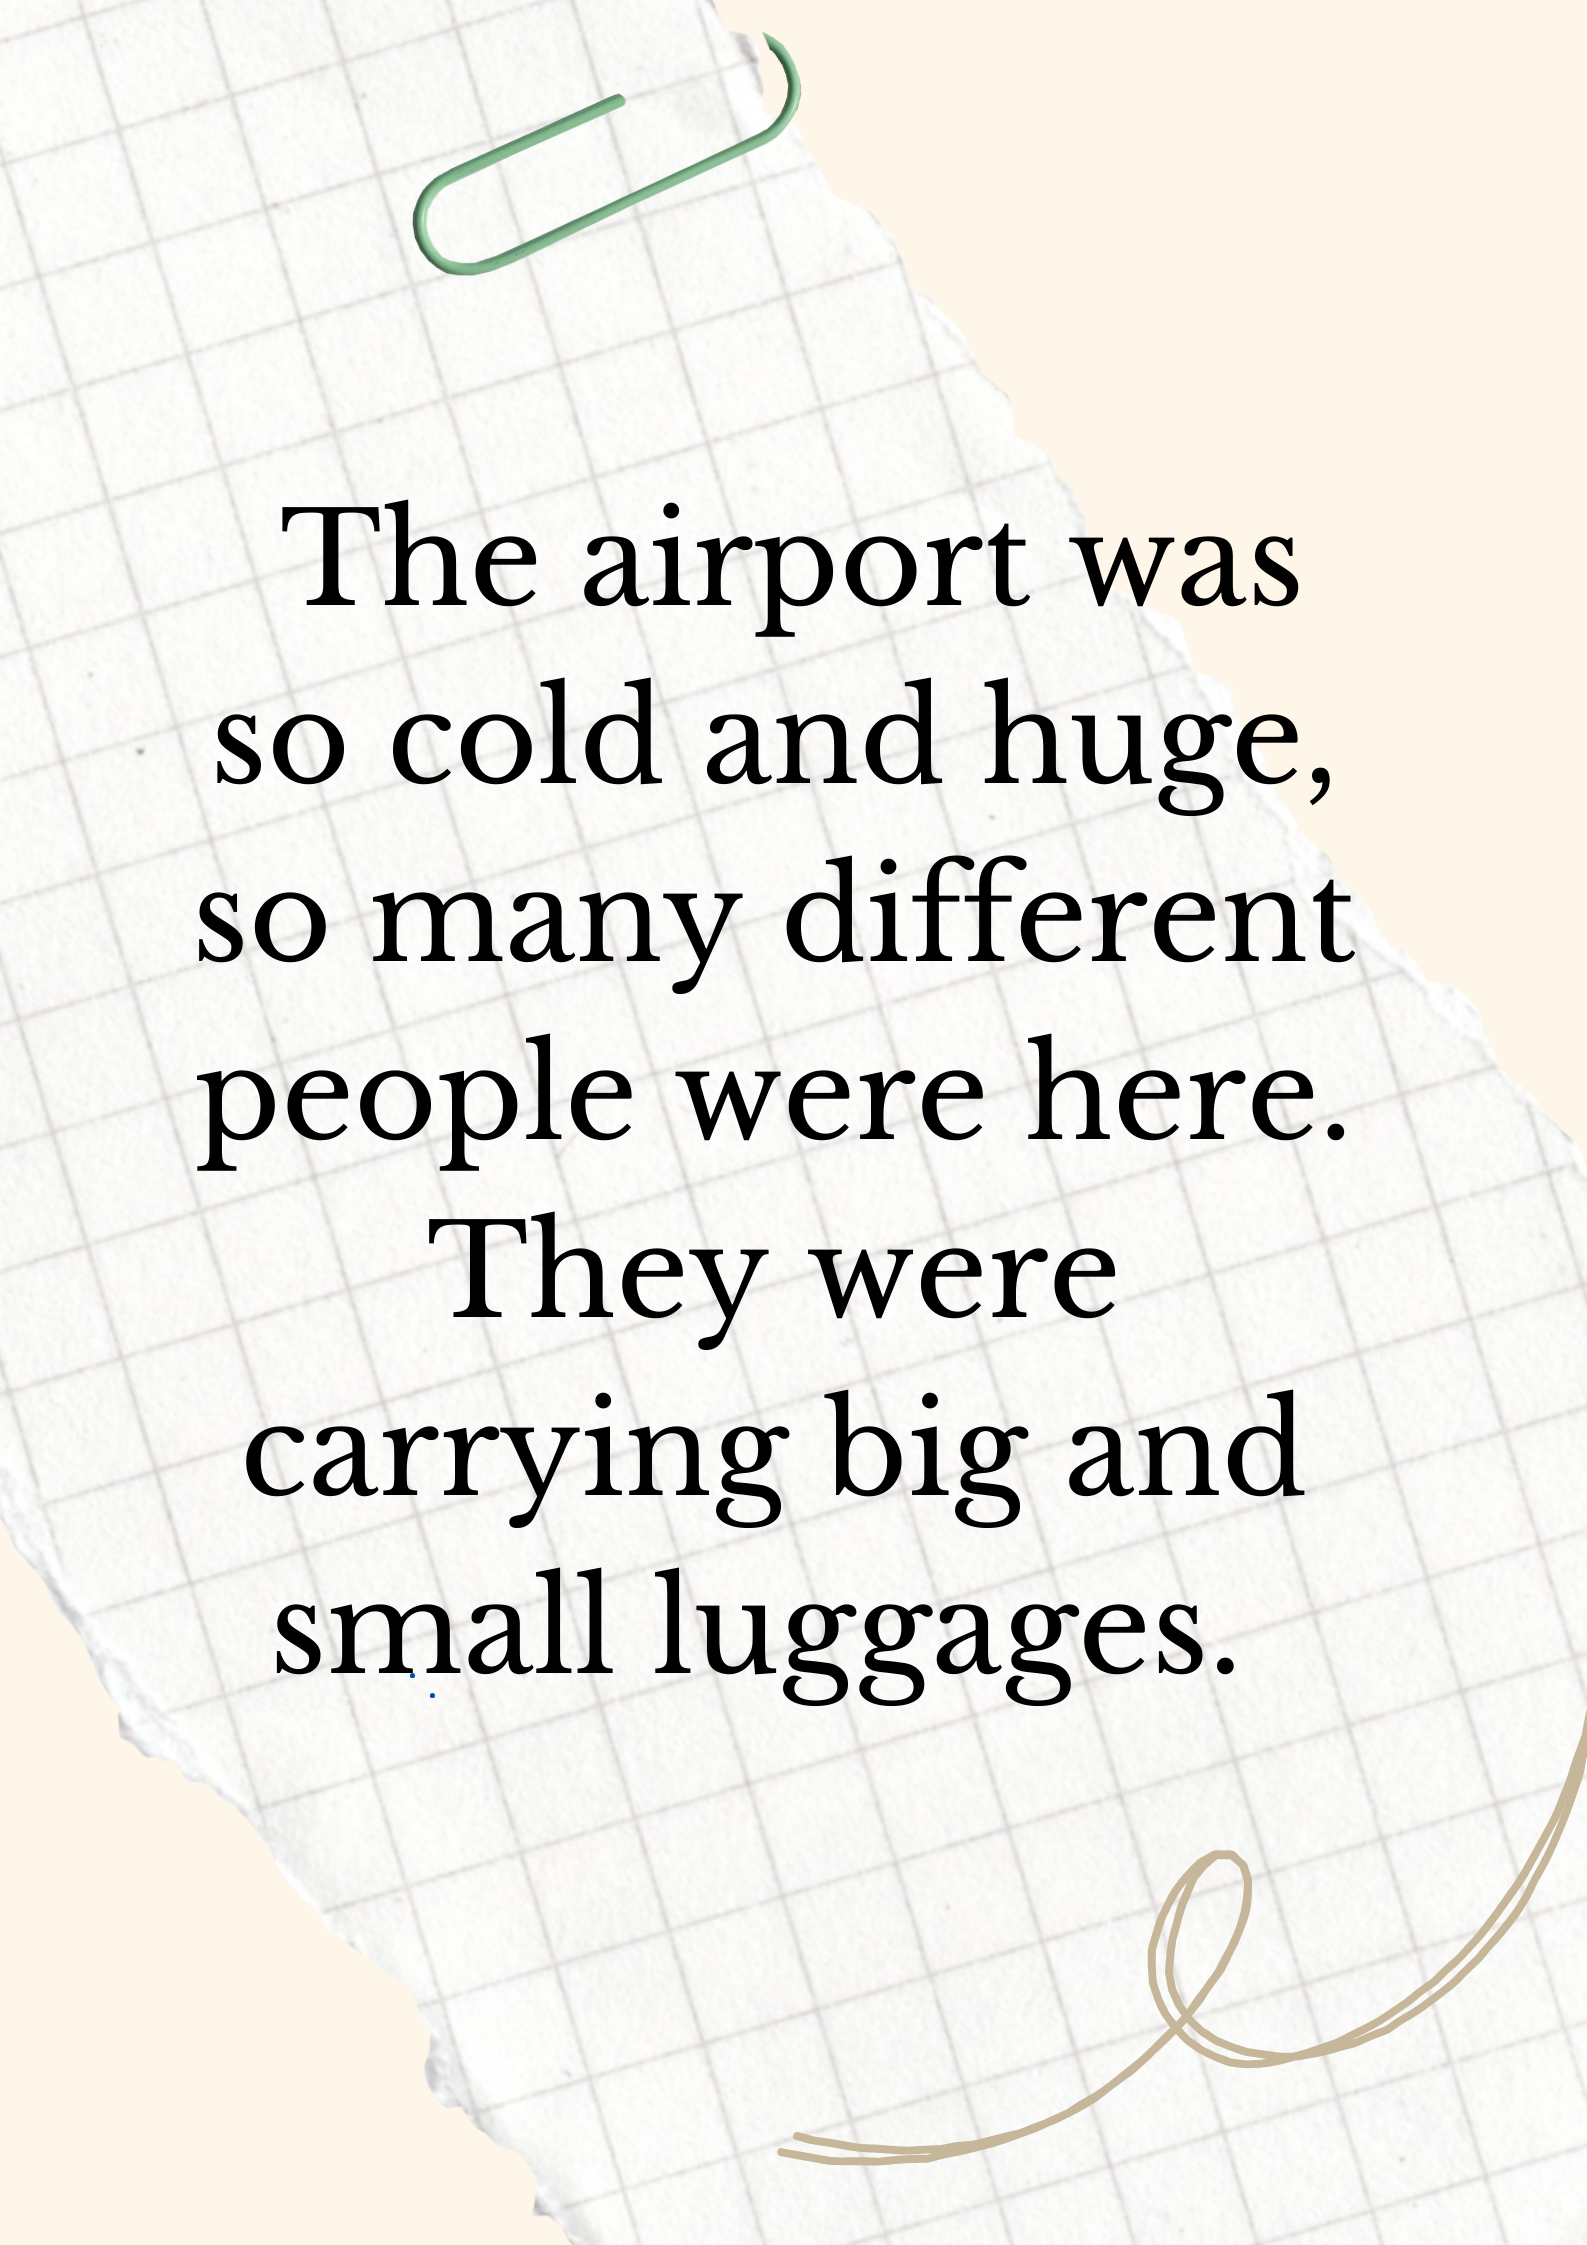 The airport was
so cold and huge,
so many different
people were here.
They were
carrying big and
small luggages.